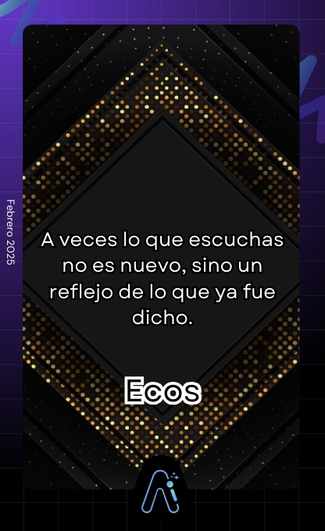 Febrero 2025
A veces lo que escuchas
no es nuevo, sino un
reflejo de lo que ya fue
dicho.
Ecos